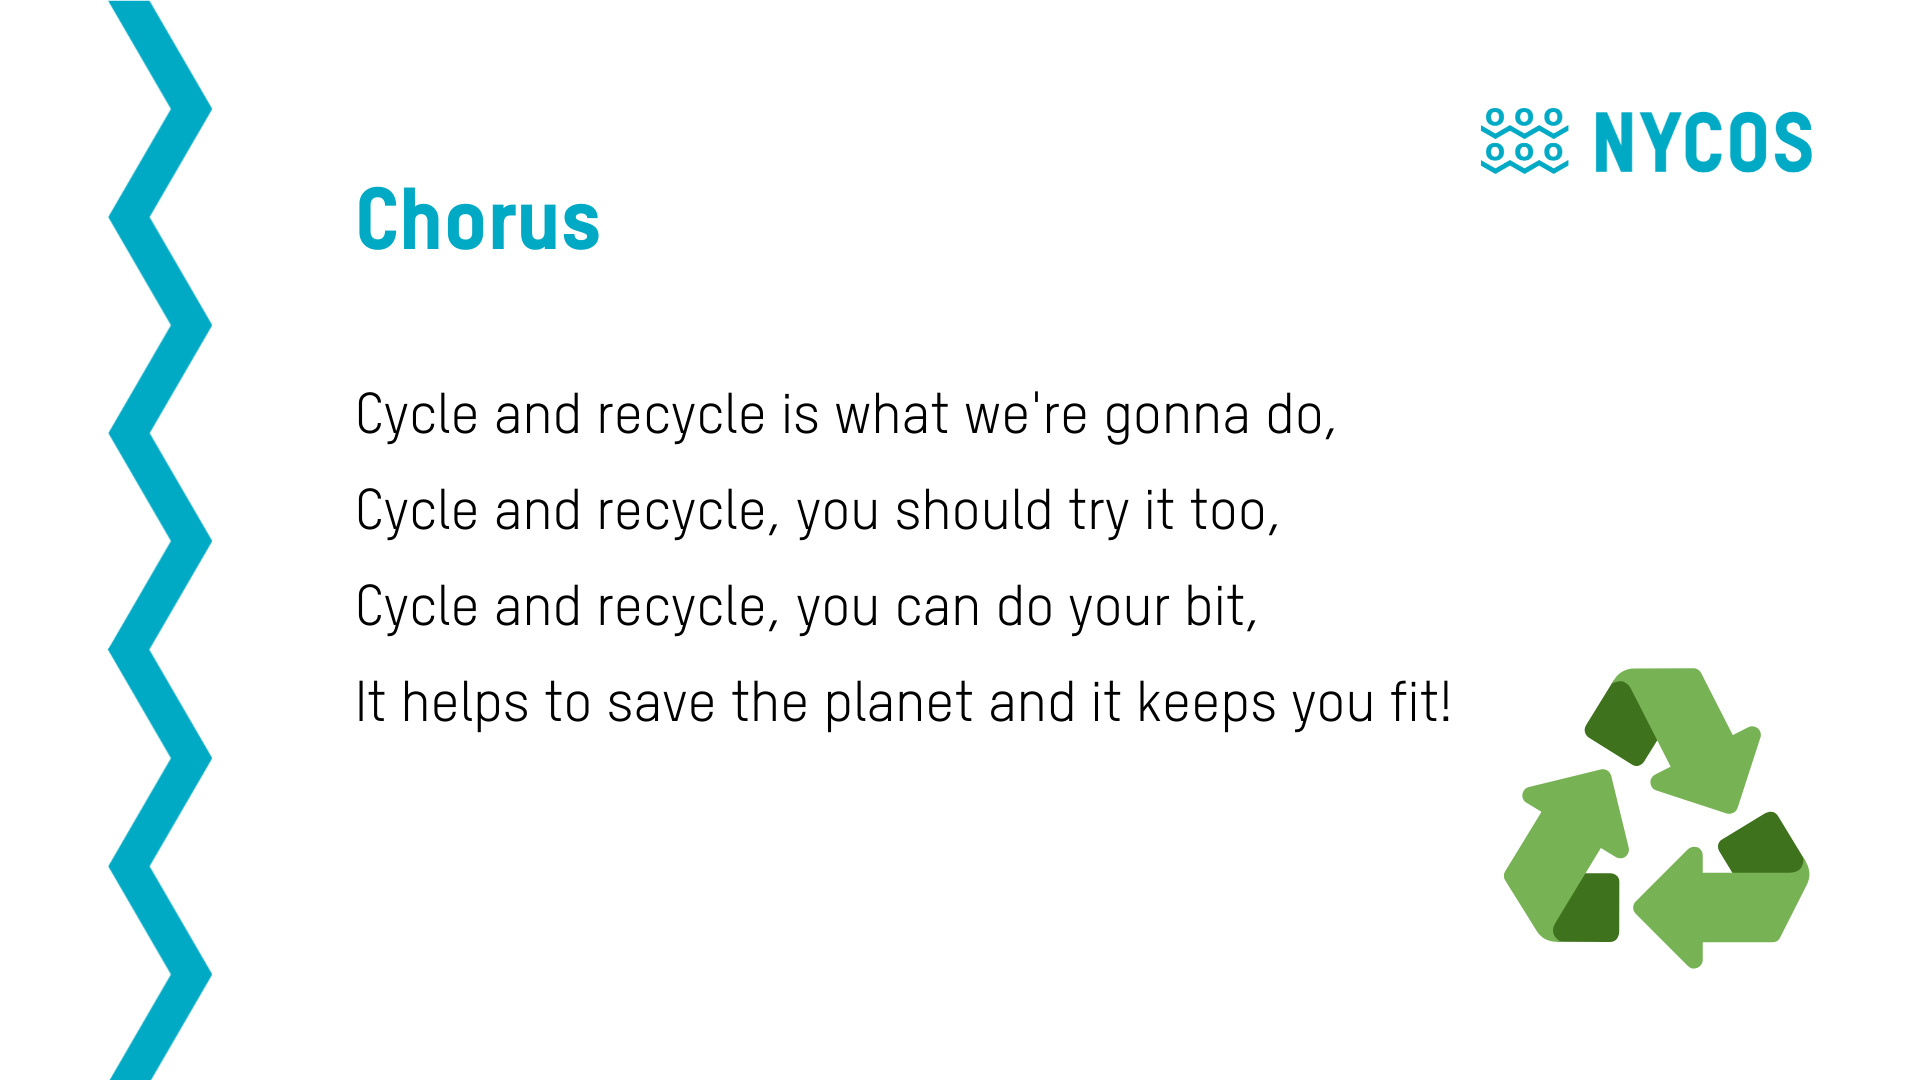 NYCOS
Chorus
Cycle and recycle is what we're gonna do,
Cycle and recycle, you should try it too,
Cycle and recycle, you can do your bit,
It helps to save the planet and it keeps you fit!